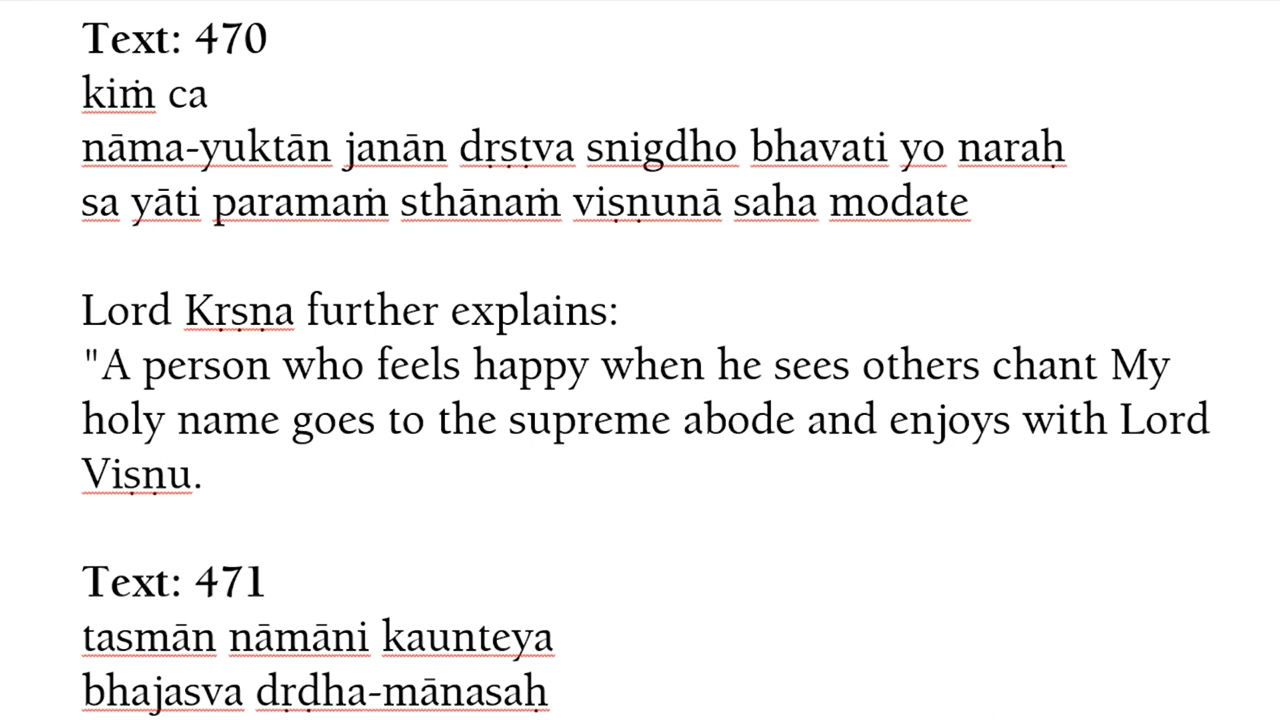 Text: 470
kiṁ ca
nāma-yuktān janān dṛṣṭva snigdho bhavati yo naraḥ
sa yāti paramaṁ sthānaṁ viṣṇunā saha modate
Lord Kṛṣṇa further explains:
"A person who feels happy when he sees others chant My
holy name goes to the supreme abode and enjoys with Lord
Viṣṇu.
Text: 471
tasmān nāmāni kaunteya
bhajasva dṛḍha-mānasaḥ